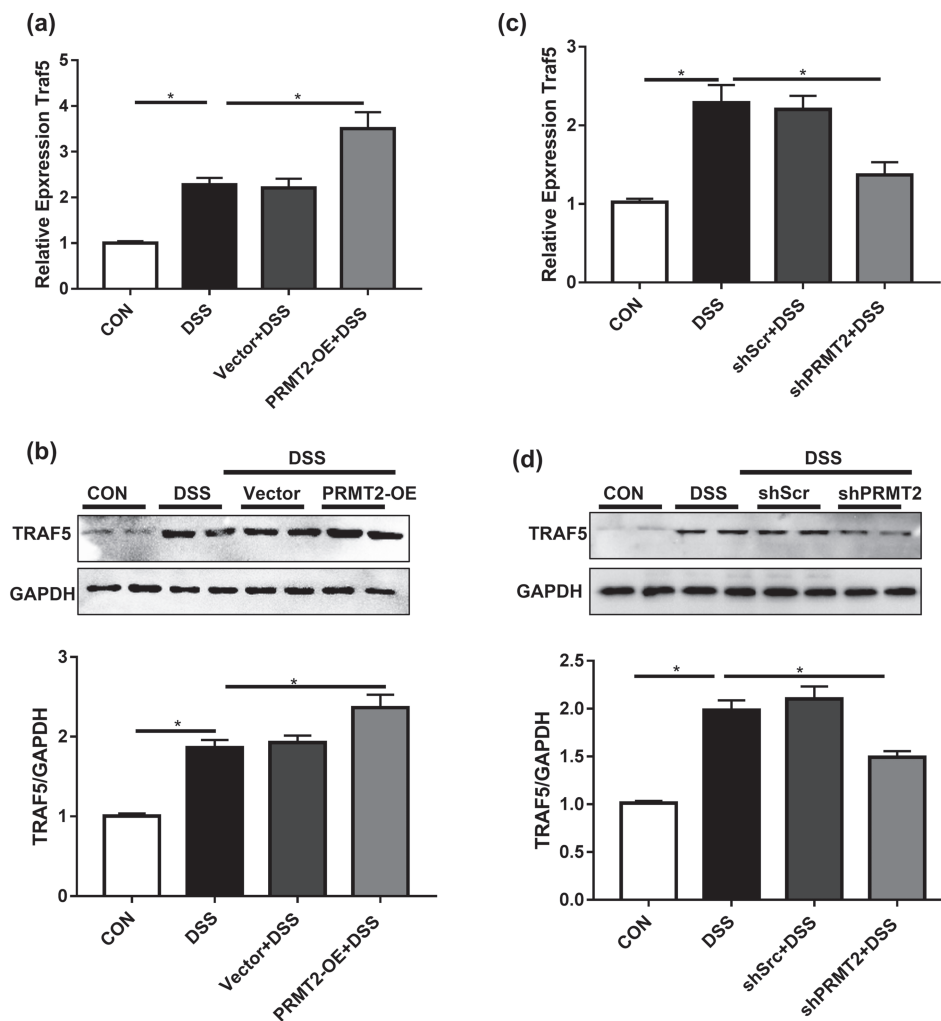 (a)
Relative Epxression Traf5
5
4
3
2
1
0
*
*
CON
DSS
Vector+DSS
PRMT2-OE+DSS
(c)
Relative Epxression Traf5
3
2
1
0
*
*
CON
DSS
shScr+DSS
shPRMT2+DSS
(b)
DSS
CON DSS Vector PRMT2-OE
TRAF5
GAPDH
TRAF5/GAPDH
3
2
1
0
*
*
CON
DSS
Vector+DSS
PRMT2-OE+DSS
(d)
DSS
CON DSS shScr shPRMT2
TRAF5
GAPDH
TRAF5/GAPDH
2.5
2.0
1.5
1.0
0.5
0.0
*
*
CON
DSS
shSrc+DSS
shPRMT2+DSS